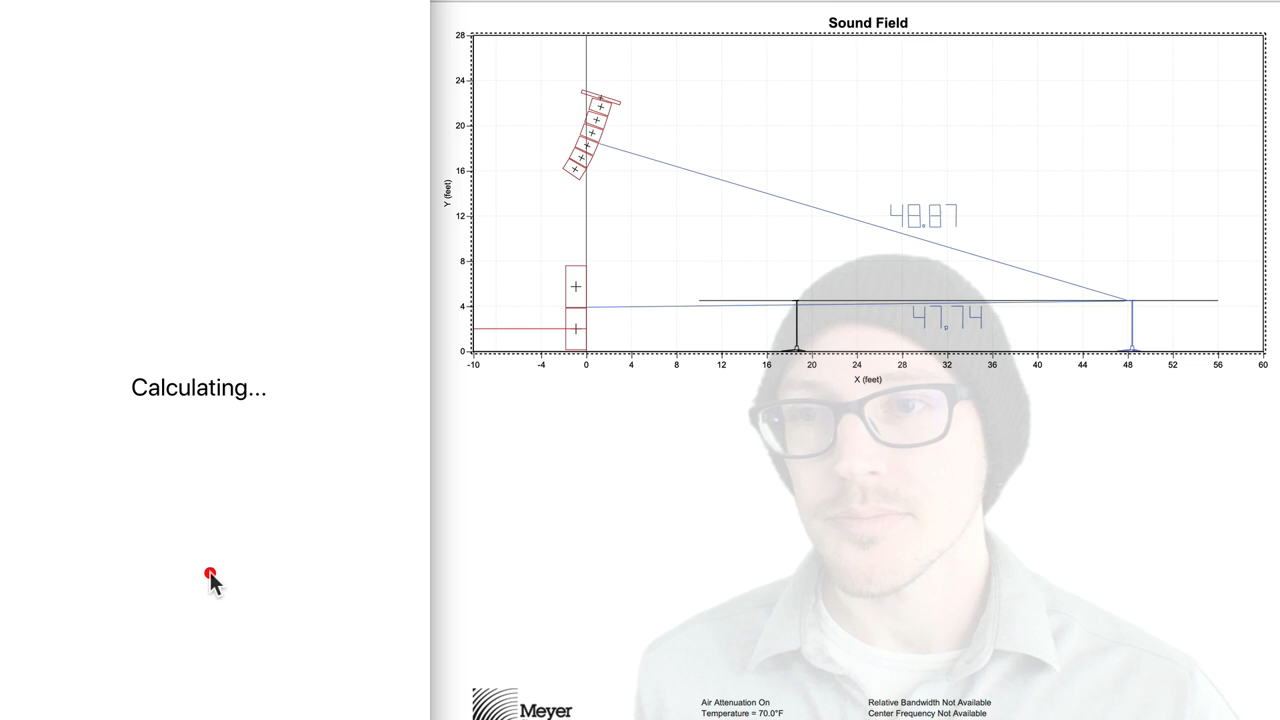 Sound Field
28
24
20
16
12
8
4
0
Y (feet)
48.87
47.74
-10 -4 0 4 8 12 16 20 24 28 32 36 40 44 48 52 56 60
X (feet)
Calculating...
Meyer
Air Attenuation On
Temperature = 70.0°F
Relative Bandwidth Not Available
Center Frequency Not Available